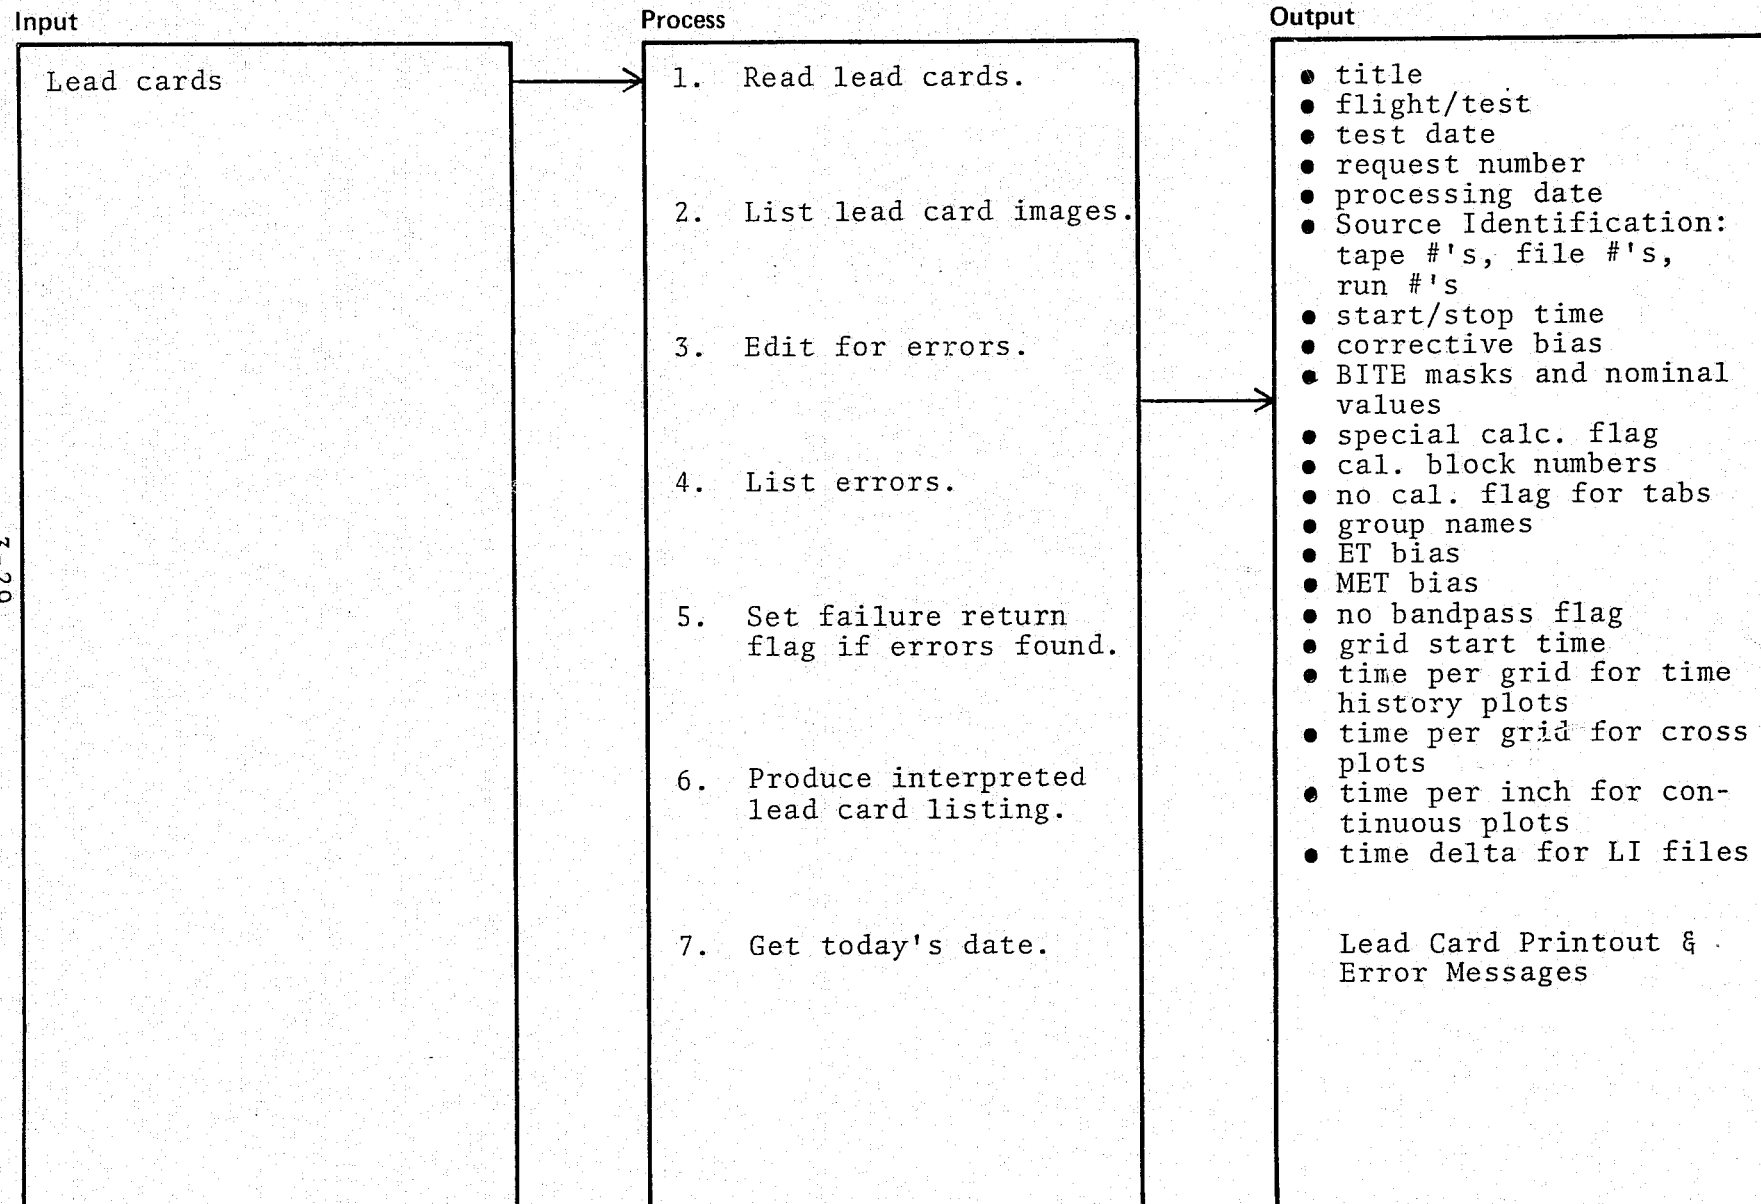 Input
Lead cards
Process
1. Read lead cards.
2. List lead card images.
3. Edit for errors.
4. List errors.
5. Set failure return
flag if errors found.
6. Produce interpreted
lead card listing.
7. Get today's date.
Output
• title
• flight/test
• test date
• request number
• processing date
• Source Identification:
tape #'s, file #'s,
run #'s
• start/stop time
• corrective bias
• BITE masks and nominal
values
• special calc. flag
• cal. block numbers
• no cal. flag for tabs
• group names
• ET bias
• MET bias
• no bandpass flag
• grid start time
• time per grid for time
history plots
• time per grid for cross
plots
• time per inch for con-
tinuous plots
• time delta for LI files
Lead Card Printout &
Error Messages